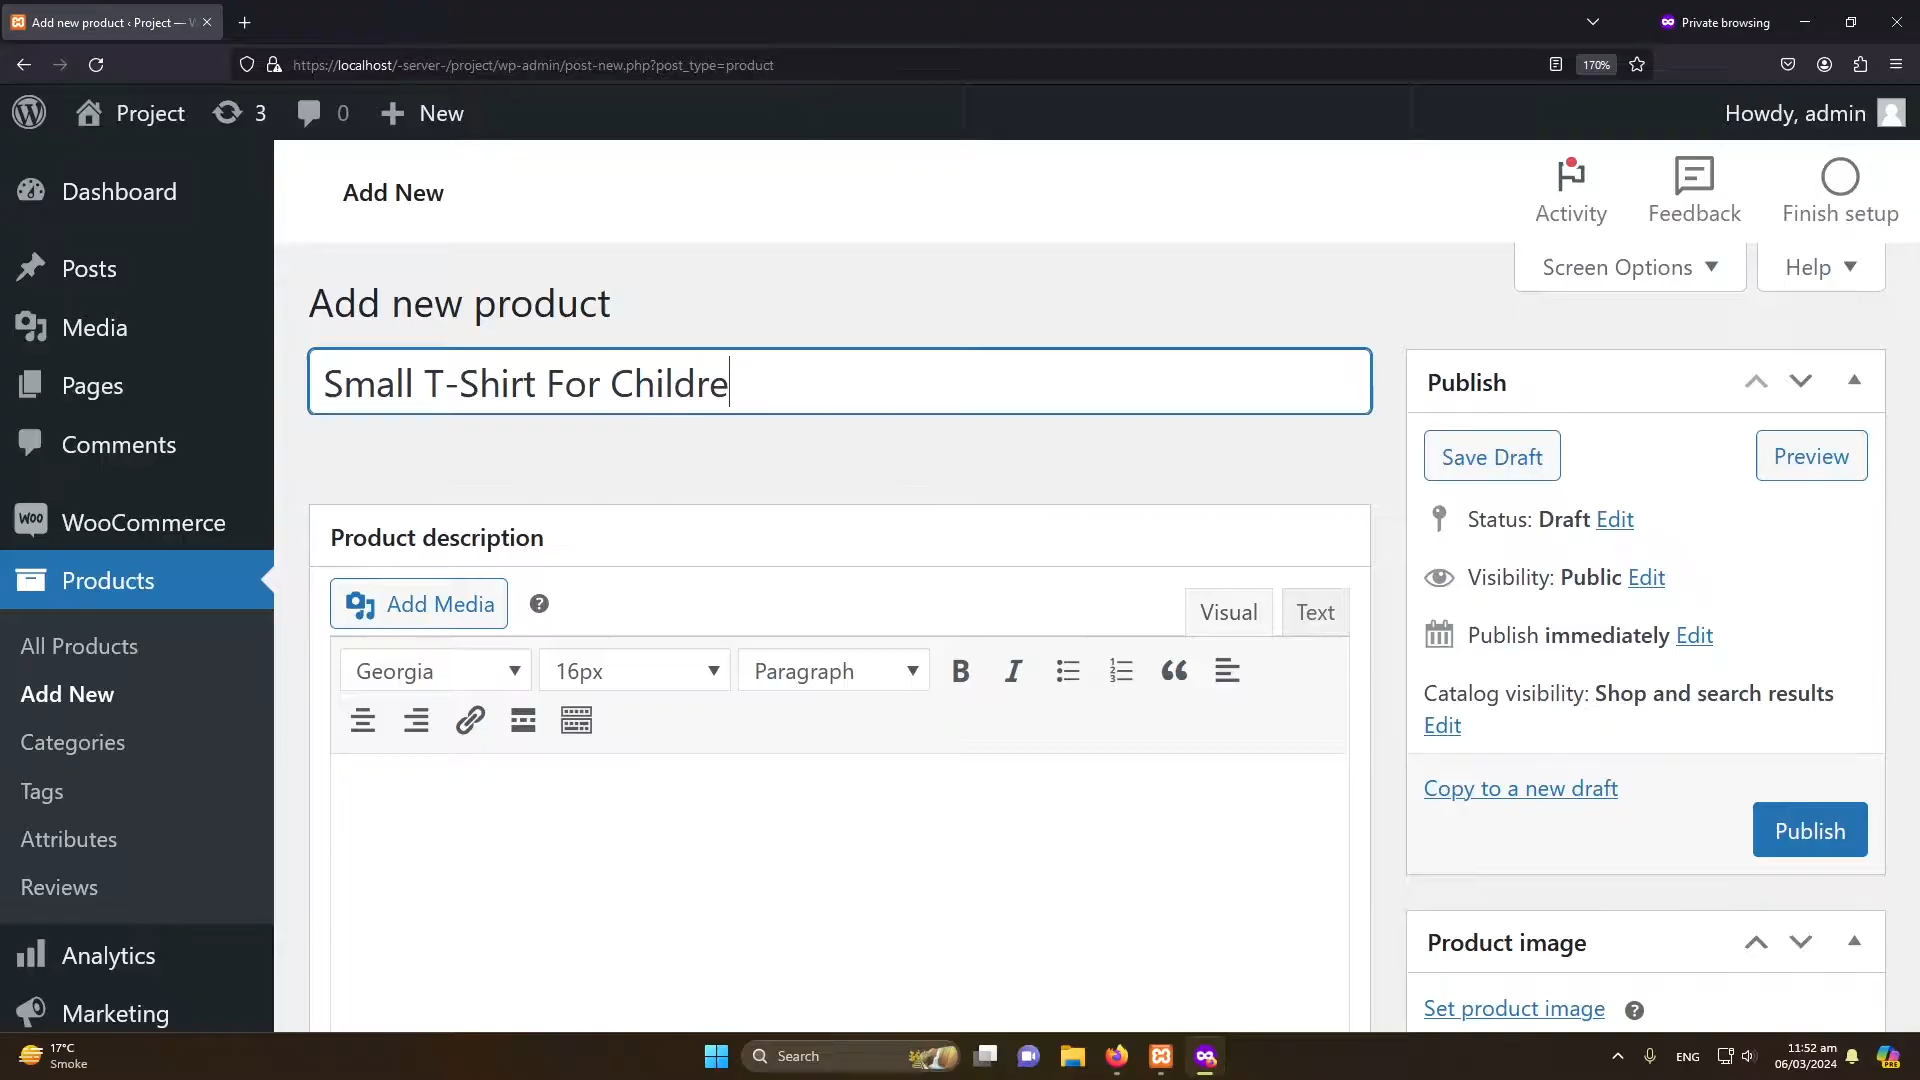 Add new product ‹ Project — W
Private browsing
https://localhost/-server-/project/wp-admin/post-new.php?post_type=product
170%
Project
3
0
New
Howdy, admin
Dashboard
Posts
Media
Pages
Comments
WOO
WooCommerce
Products
All Products
Add New
Categories
Tags
Attributes
Reviews
Analytics
Marketing
Add New
Activity
Feedback
Finish setup
Screen Options
Help
Add new product
Small T-Shirt For Childre
Product description
Add Media
?
Visual
Text
Georgia
16px
Paragraph
B
I
Publish
Save Draft
Preview
Status: Draft Edit
Visibility: Public Edit
Publish immediately Edit
Catalog visibility: Shop and search results
Edit
Copy to a new draft
Publish
Product image
Set product image
?
17°C
Smoke
Search
ENG
11:52 am
06/03/2024
PRE